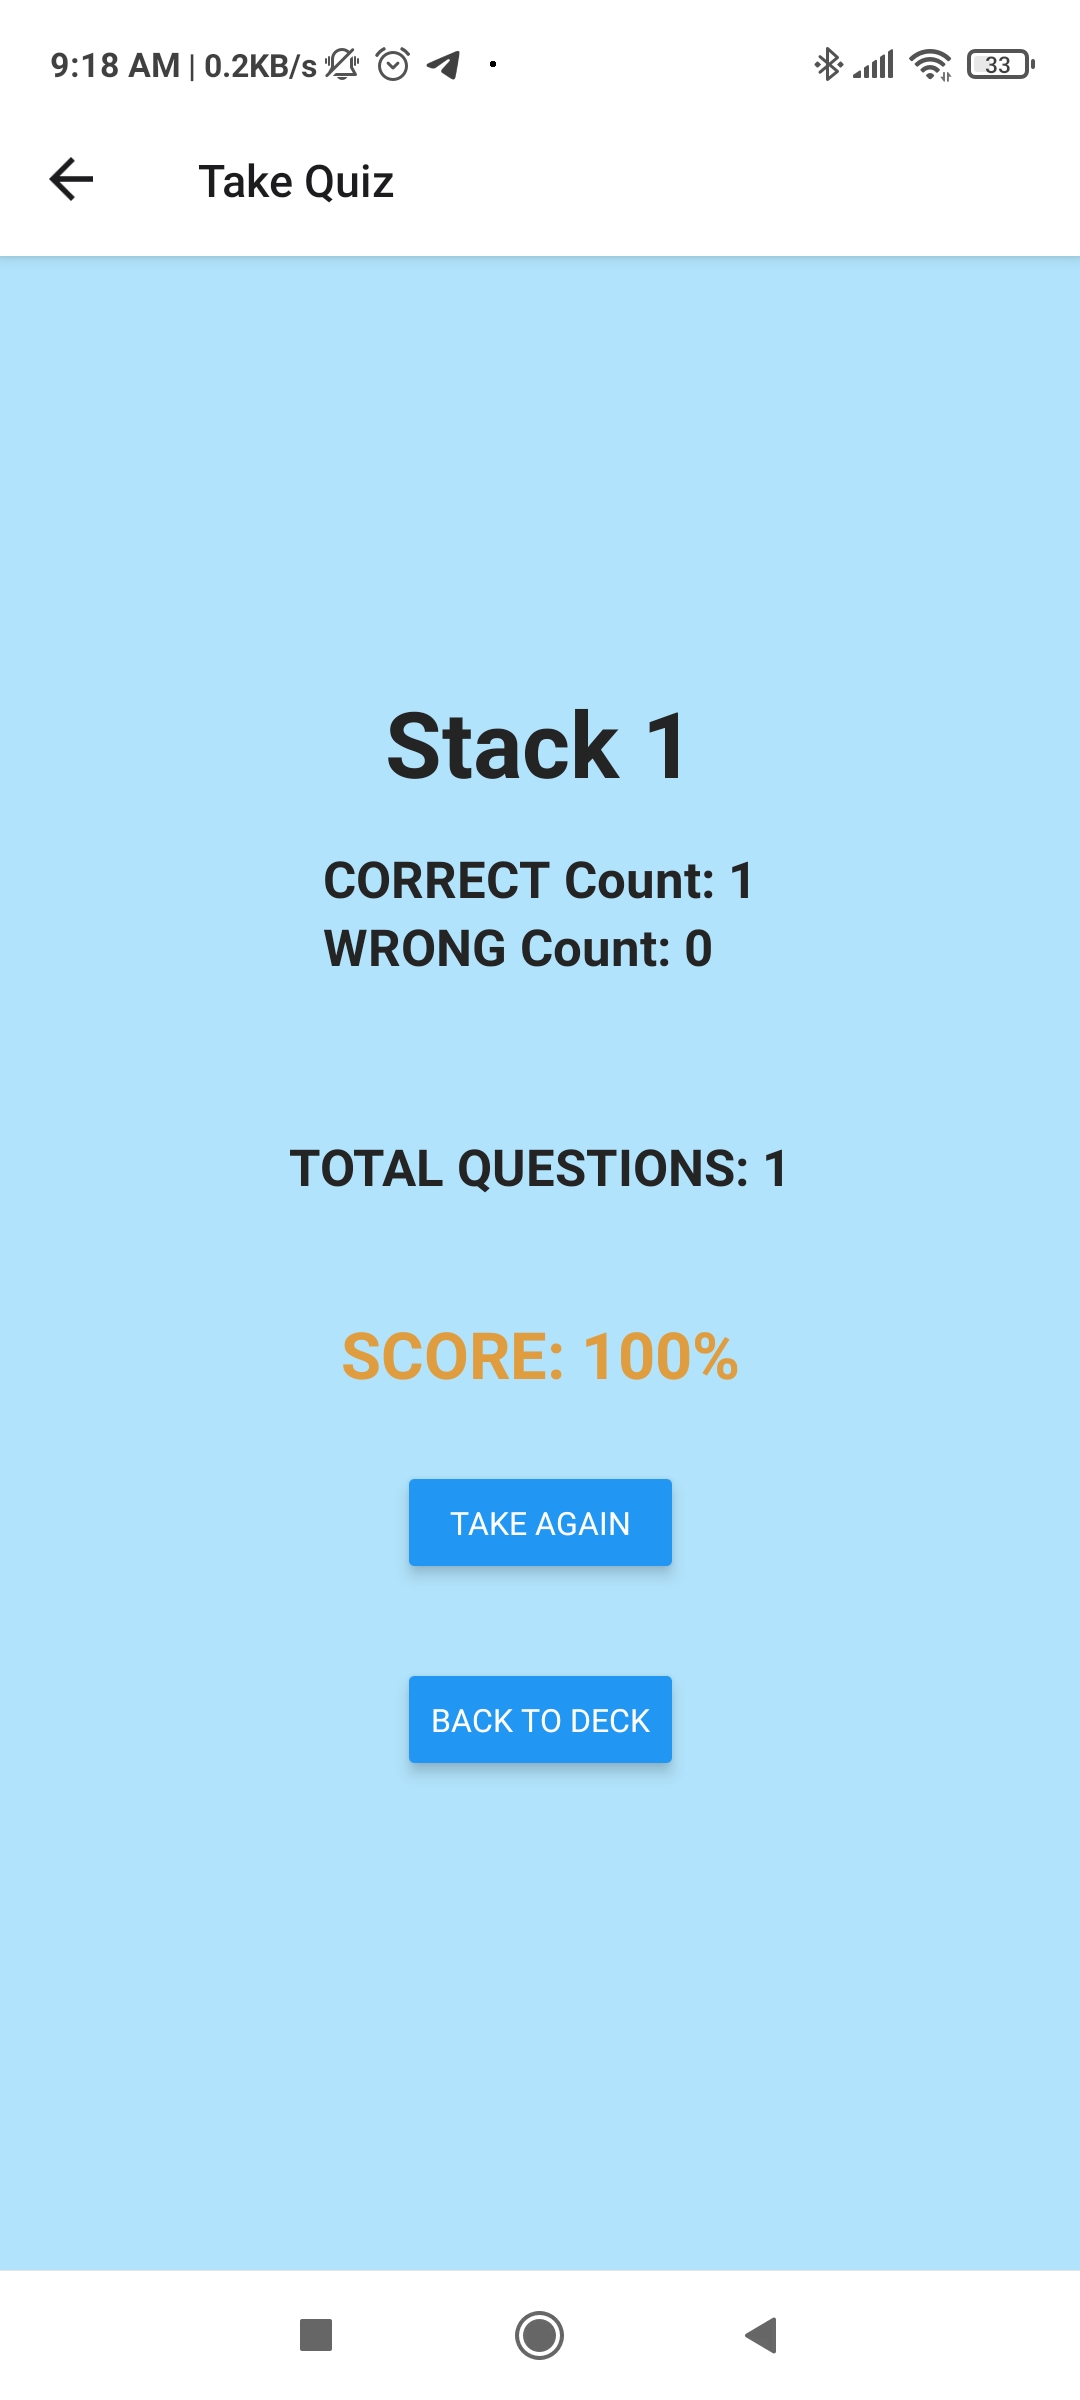 9:18 AM | 0.2KB/s
33
Take Quiz
Stack 1
CORRECT Count: 1
WRONG Count: 0
TOTAL QUESTIONS: 1
SCORE: 100%
TAKE AGAIN
BACK TO DECK